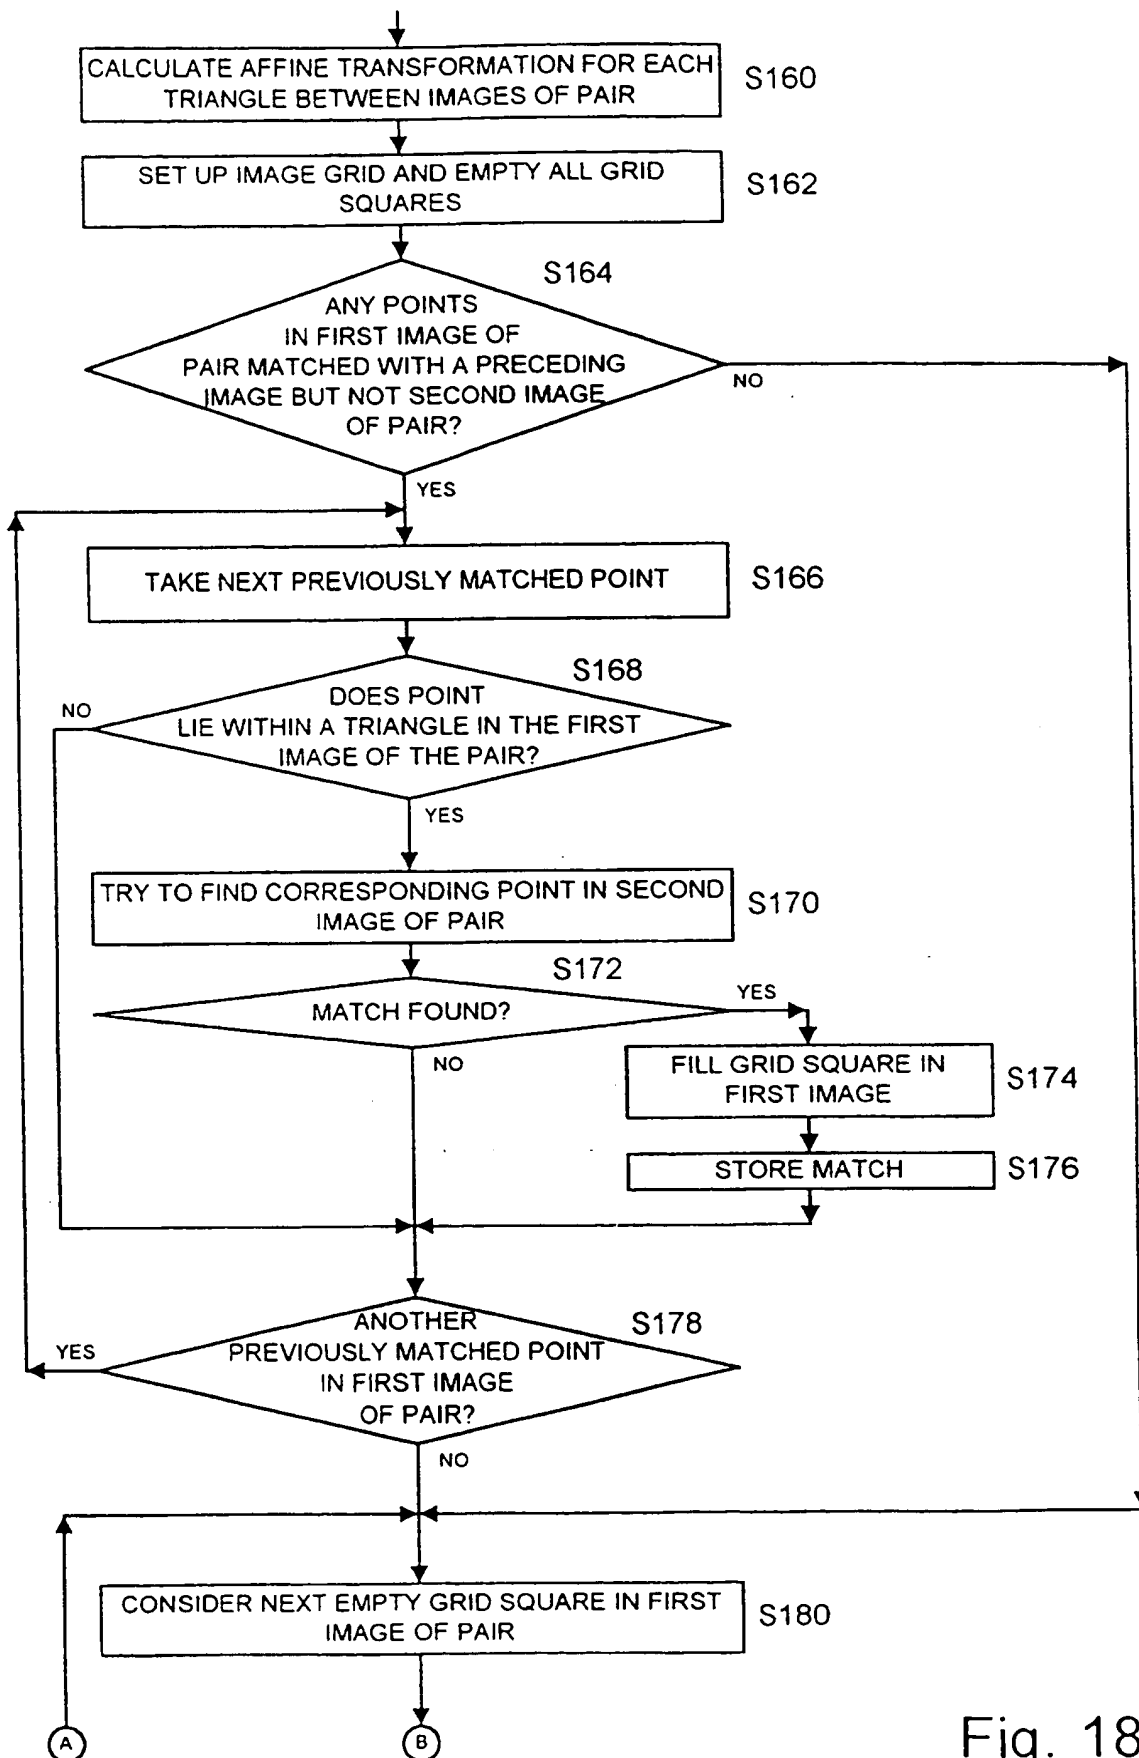 CALCULATE AFFINE TRANSFORMATION FOR EACH
TRIANGLE BETWEEN IMAGES OF PAIR
S160
SET UP IMAGE GRID AND EMPTY ALL GRID
SQUARES
S162
S164
ANY POINTS
IN FIRST IMAGE OF
PAIR MATCHED WITH A PRECEDING
IMAGE BUT NOT SECOND IMAGE
OF PAIR?
NO
YES
TAKE NEXT PREVIOUSLY MATCHED POINT
S166
S168
DOES POINT
LIE WITHIN A TRIANGLE IN THE FIRST
IMAGE OF THE PAIR?
NO
YES
TRY TO FIND CORRESPONDING POINT IN SECOND
IMAGE OF PAIR
S170
S172
MATCH FOUND?
YES
NO
FILL GRID SQUARE IN
FIRST IMAGE
S174
STORE MATCH
S176
S178
ANOTHER
PREVIOUSLY MATCHED POINT
IN FIRST IMAGE
OF PAIR?
YES
NO
CONSIDER NEXT EMPTY GRID SQUARE IN FIRST
IMAGE OF PAIR
S180
A
B
Fig. 18